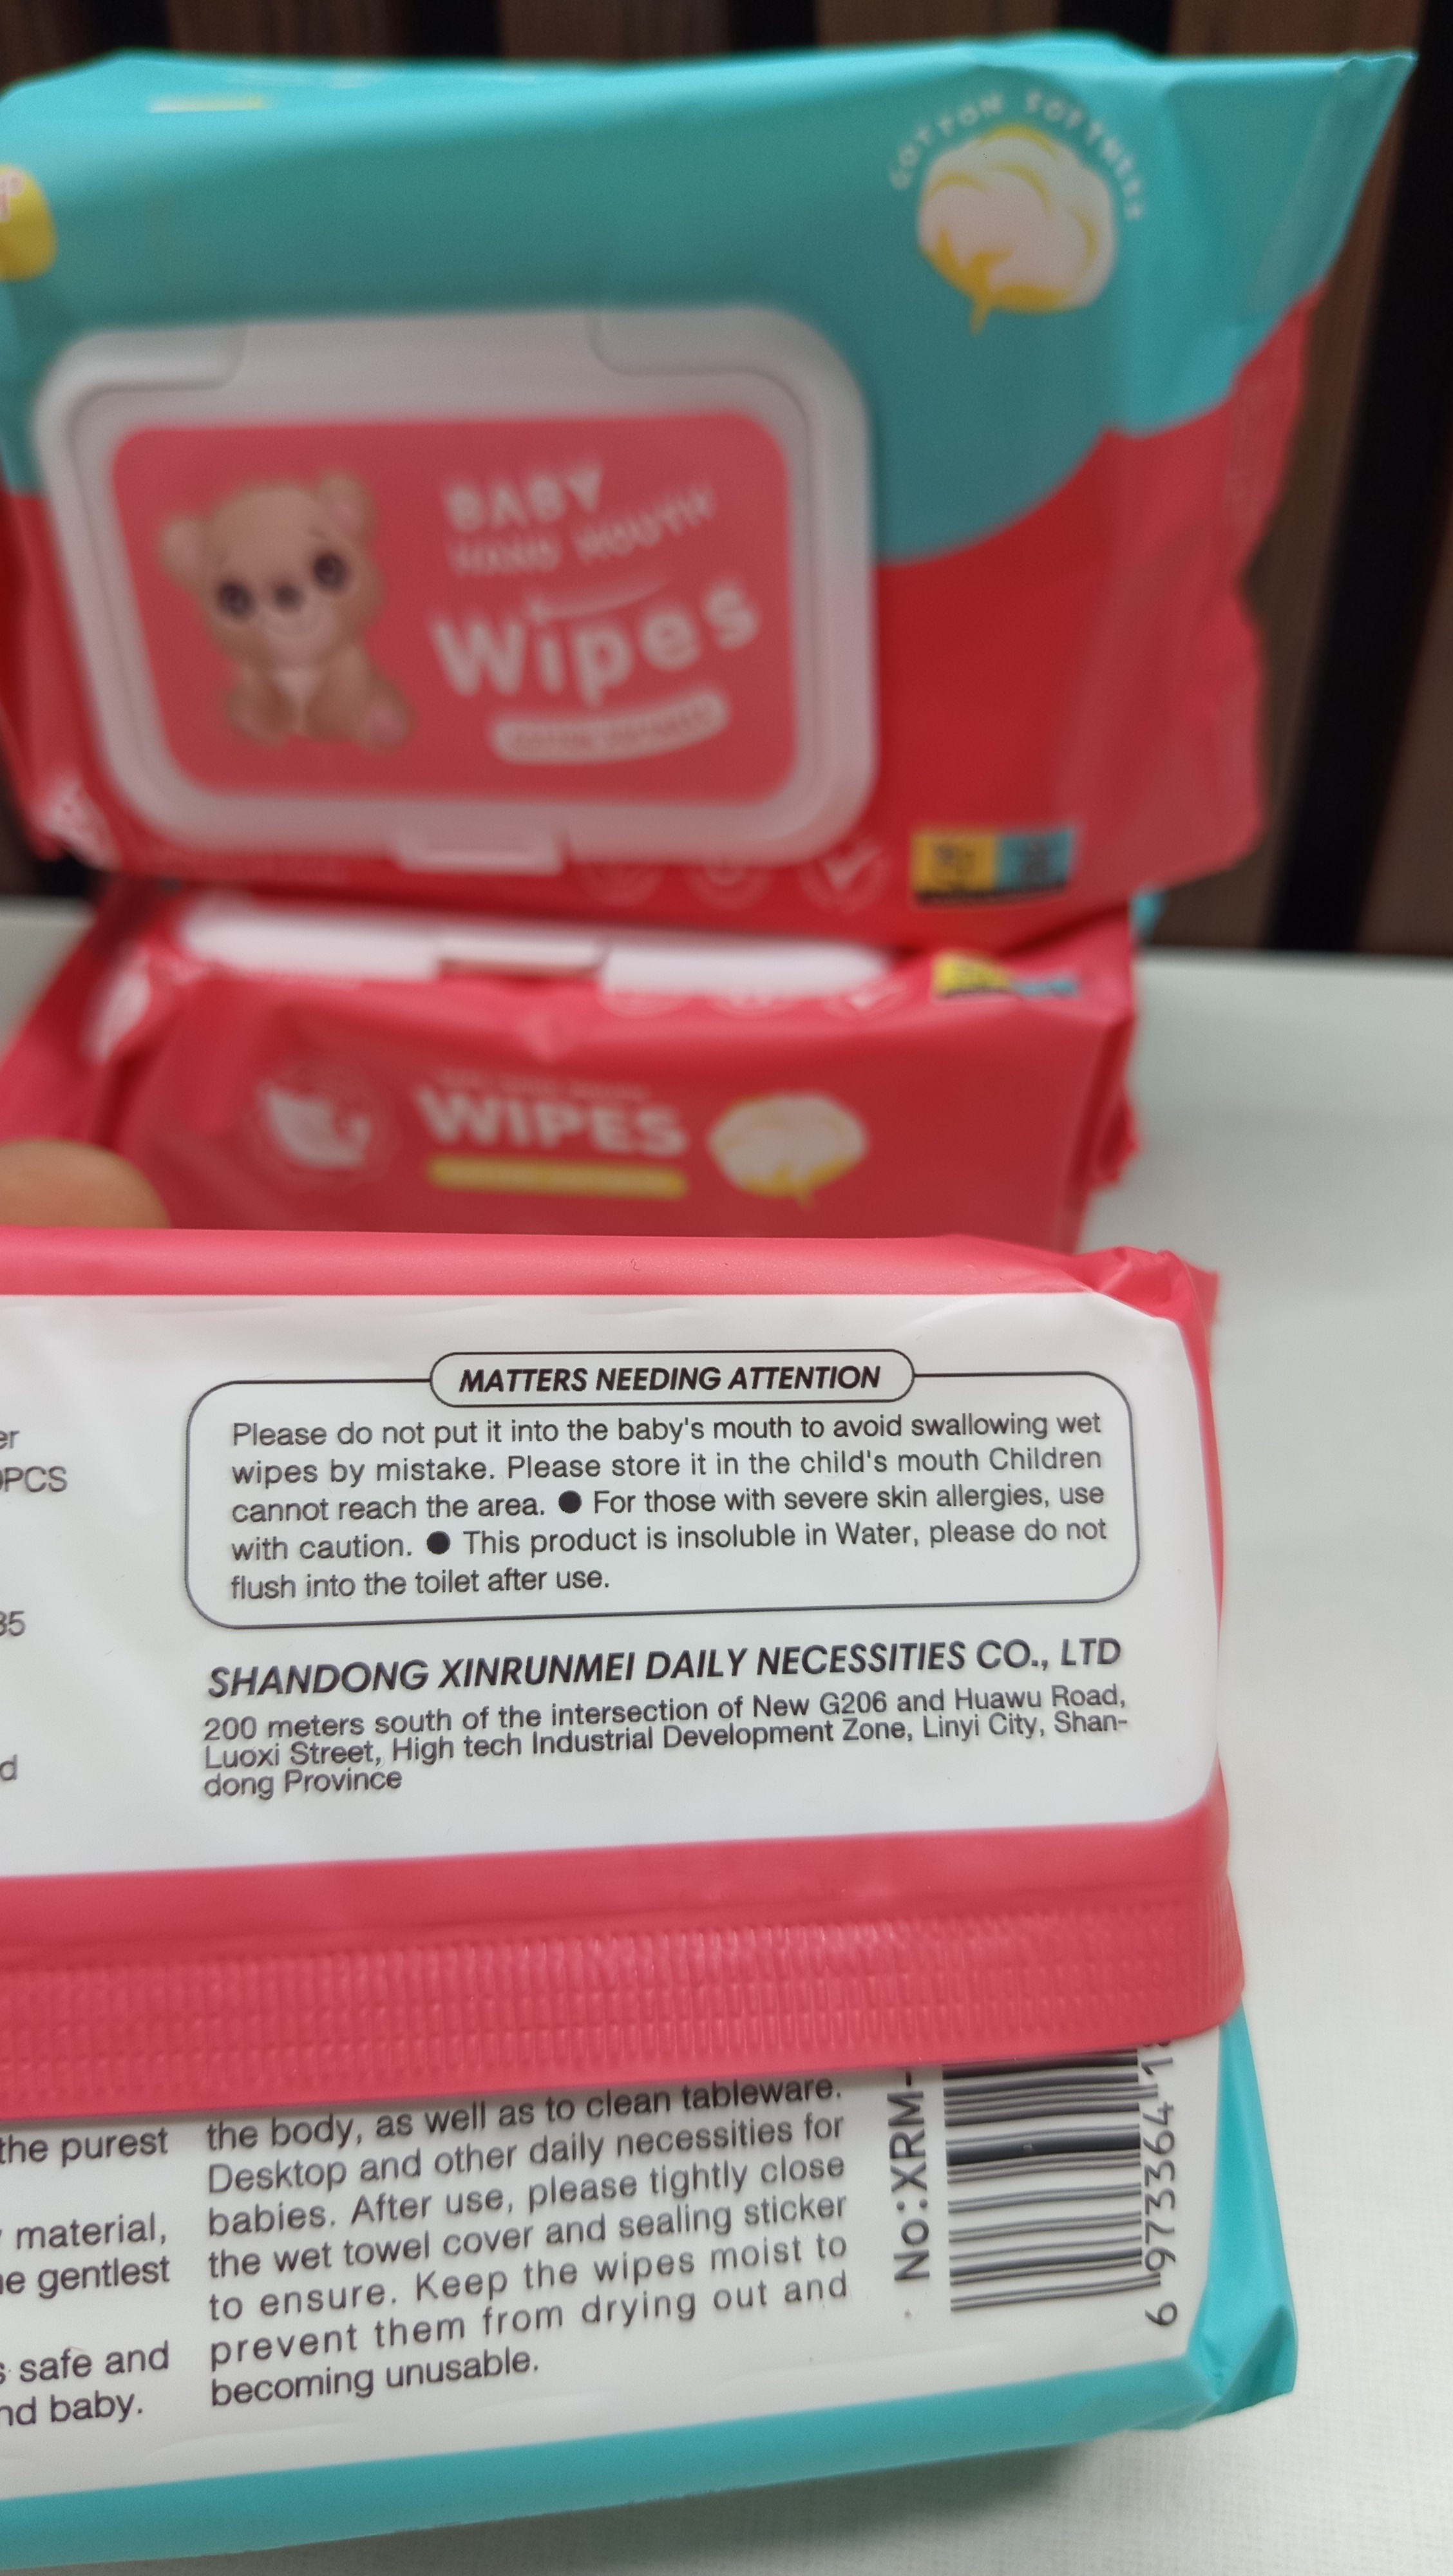 COTTON SOFTNESS
BABY
HAND MOUTH
Wipes
WIPES
MATTERS NEEDING ATTENTION
Please do not put it into the baby's mouth to avoid swallowing wet
wipes by mistake. Please store it in the child's mouth Children
cannot reach the area. ● For those with severe skin allergies, use
with caution. ● This product is insoluble in Water, please do not
flush into the toilet after use.
er
PCS
35
d
SHANDONG XINRUNMEI DAILY NECESSITIES CO., LTD
200 meters south of the intersection of New G206 and Huawu Road,
Luoxi Street, High tech Industrial Development Zone, Linyi City, Shan-
dong Province
the purest
material,
gentlest
safe and
baby.
the body, as well as to clean tableware.
Desktop and other daily necessities for
babies. After use, please tightly close
the wet towel cover and sealing sticker
to ensure. Keep the wipes moist to
prevent them from drying out and
becoming unusable.
No:XRM-
6 973364 1